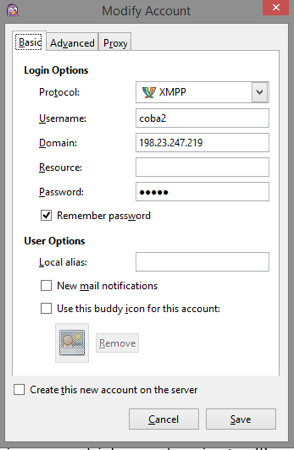 Modify Account
Basic Advanced Proxy
Login Options
Protocol: XMPP
Username: coba2
Domain: 198.23.247.219
Resource:
Password: ●●●●●
Remember password
User Options
Local alias:
New mail notifications
Use this buddy icon for this account:
Remove
Create this new account on the server
Cancel Save